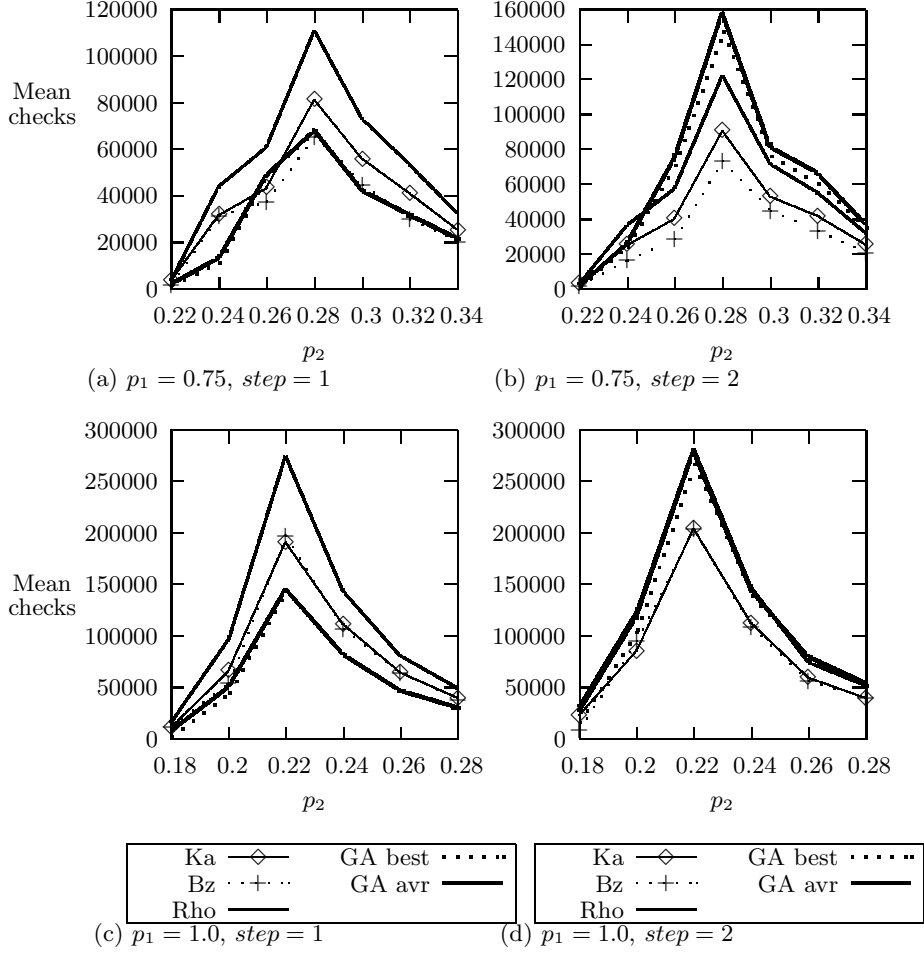 120000
100000
80000
60000
40000
20000
0
Mean
checks
0.22 0.24 0.26 0.28 0.3 0.32 0.34
p2
(a) p1 = 0.75, step = 1
160000
140000
120000
100000
80000
60000
40000
20000
0
0.22 0.24 0.26 0.28 0.3 0.32 0.34
p2
(b) p1 = 0.75, step = 2
300000
250000
200000
150000
100000
50000
0
Mean
checks
0.18 0.2 0.22 0.24 0.26 0.28
p2
300000
250000
200000
150000
100000
50000
0
0.18 0.2 0.22 0.24 0.26 0.28
p2
Ka GA best
Bz GA avr
Rho
(c) p1 = 1.0, step = 1
Ka GA best
Bz GA avr
Rho
(d) p1 = 1.0, step = 2